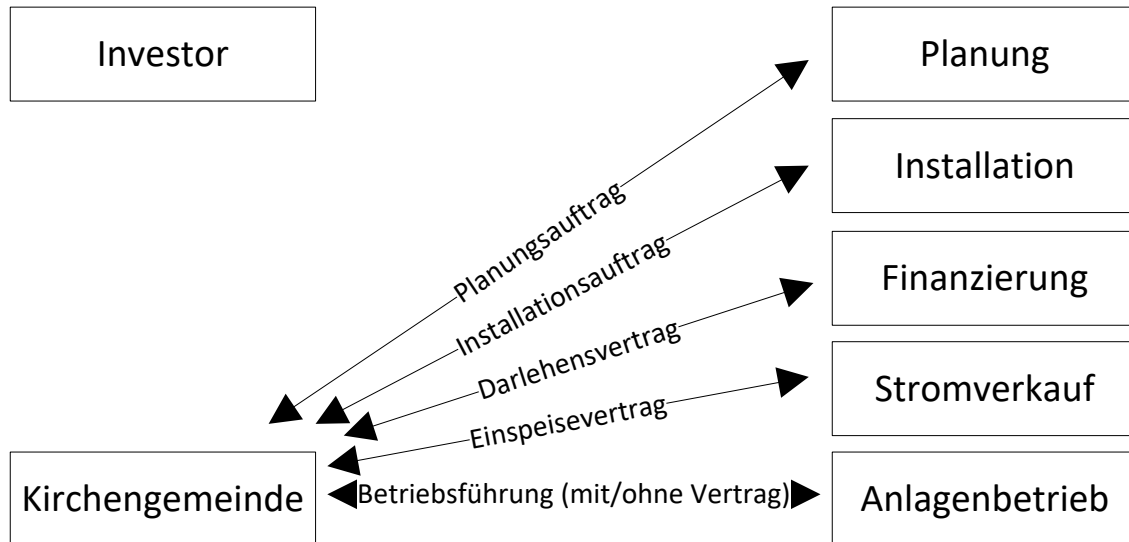 Investor
Planung
Installation
Planungsauftrag
Installationsauftrag
Finanzierung
Darlehensvertrag
Stromverkauf
Einspeisevertrag
Kirchengemeinde
Betriebsführung (mit/ohne Vertrag)
Anlagenbetrieb